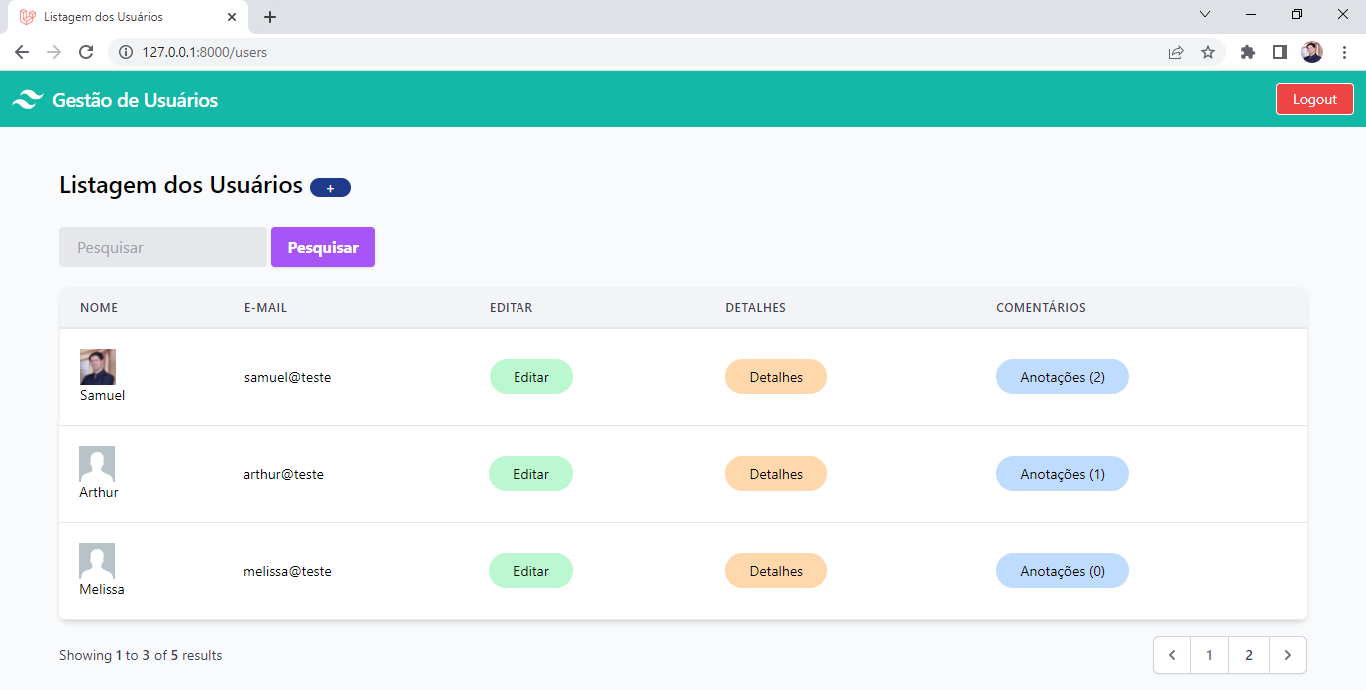 Listagem dos Usuários
127.0.0.1:8000/users
Gestão de Usuários Logout
Listagem dos Usuários +
Pesquisar Pesquisar
NOME E-MAIL EDITAR DETALHES COMENTÁRIOS
samuel@teste Editar Detalhes Anotações (2)
Samuel
arthur@teste Editar Detalhes Anotações (1)
Arthur
melissa@teste Editar Detalhes Anotações (0)
Melissa
Showing 1 to 3 of 5 results 1 2